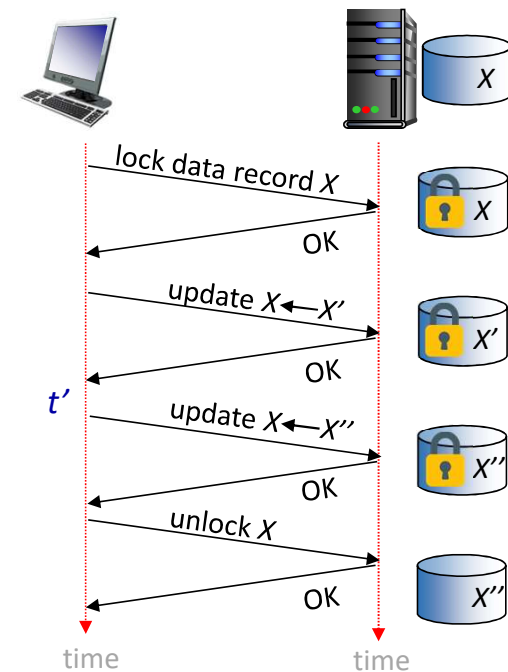 X
lock data record X
X
OK
update X←X’
X’
OK
t’
update X←X’’
X’’
OK
unlock X
X’’
OK
time
time